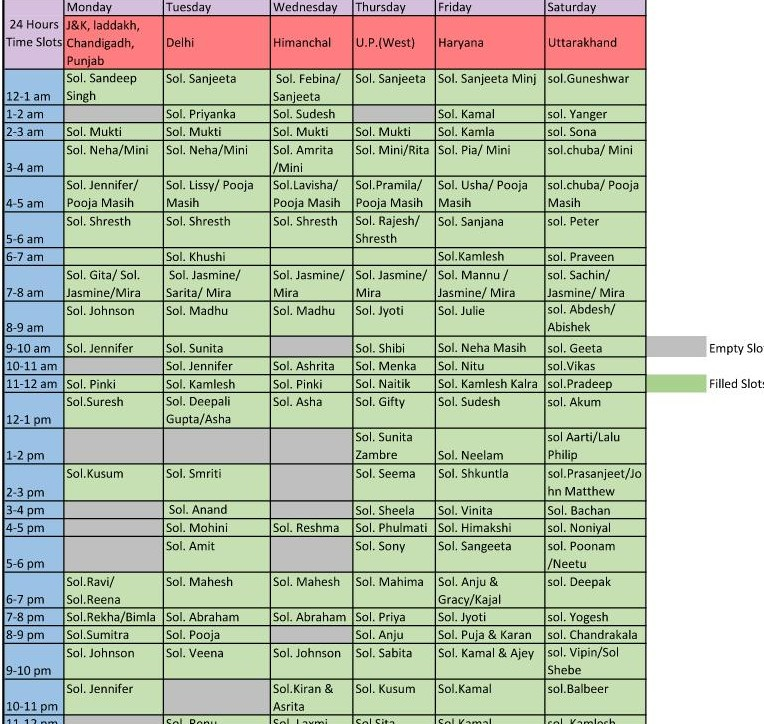 Monday Tuesday Wednesday Thursday Friday Saturday
24 Hours Time Slots J&K, laddakh, Chandigadh, Punjab Delhi Himanchal U.P.(West) Haryana Uttarakhand
12-1 am Sol. Sandeep Singh Sol. Sanjeeta Sol. Febina/ Sanjeeta Sol. Sanjeeta Sol. Sanjeeta Minj sol.Guneshwar
1-2 am Sol. Priyanka Sol. Sudesh Sol. Kamal sol. Yanger
2-3 am Sol. Mukti Sol. Mukti Sol. Mukti Sol. Mukti Sol. Kamla sol. Sona
3-4 am Sol. Neha/Mini Sol. Neha/Mini Sol. Amrita /Mini Sol. Mini/Rita Sol. Pia/ Mini sol.chuba/ Mini
4-5 am Sol. Jennifer/ Pooja Masih Sol. Lissy/ Pooja Masih Sol.Lavisha/ Pooja Masih Sol.Pramila/ Pooja Masih Sol. Usha/ Pooja Masih sol.chuba/ Pooja Masih
5-6 am Sol. Shresth Sol. Shresth Sol. Shresth Sol. Rajesh/ Shresth Sol. Sanjana sol. Peter
6-7 am Sol. Khushi Sol.Kamlesh sol. Praveen
7-8 am Sol. Gita/ Sol. Jasmine/Mira Sol. Jasmine/ Sarita/ Mira Sol. Jasmine/ Mira Sol. Jasmine/ Mira Sol. Mannu / Jasmine/ Mira sol. Sachin/ Jasmine/ Mira
8-9 am Sol. Johnson Sol. Madhu Sol. Madhu Sol. Jyoti Sol. Julie sol. Abdesh/ Abishek
9-10 am Sol. Jennifer Sol. Sunita Sol. Shibi Sol. Neha Masih sol. Geeta Empty Slo
10-11 am Sol. Jennifer Sol. Ashrita Sol. Menka Sol. Nitu sol.Vikas
11-12 am Sol. Pinki Sol. Kamlesh Sol. Pinki Sol. Naitik Sol. Kamlesh Kalra sol.Pradeep Filled Slots
12-1 pm Sol.Suresh Sol. Deepali Gupta/Asha Sol. Asha Sol. Gifty Sol. Sudesh sol. Akum
1-2 pm Sol. Sunita Zambre Sol. Neelam sol Aarti/Lalu Philip
2-3 pm Sol.Kusum Sol. Smriti Sol. Seema Sol. Shkuntla sol.Prasanjeet/Jo hn Matthew
3-4 pm Sol. Anand Sol. Sheela Sol. Vinita Sol. Bachan
4-5 pm Sol. Mohini Sol. Reshma Sol. Phulmati Sol. Himakshi sol. Noniyal
5-6 pm Sol. Amit Sol. Sony Sol. Sangeeta sol. Poonam /Neetu
6-7 pm Sol.Ravi/ Sol.Reena Sol. Mahesh Sol. Mahesh Sol. Mahima Sol. Anju & Gracy/Kajal sol. Deepak
7-8 pm Sol.Rekha/Bimla Sol. Abraham Sol. Abraham Sol. Priya Sol. Jyoti sol. Yogesh
8-9 pm Sol.Sumitra Sol. Pooja Sol. Anju Sol. Puja & Karan sol. Chandrakala
9-10 pm Sol. Johnson Sol. Veena Sol. Johnson Sol. Sabita Sol. Kamal & Ajey sol. Vipin/Sol Shebe
10-11 pm Sol. Jennifer Sol.Kiran & Asrita Sol. Kusum Sol.Kamal sol.Balbeer
11-12 pm Sol. Renu Sol. Laxmi Sol.Sita Sol.Kamal sol. Kamlesh